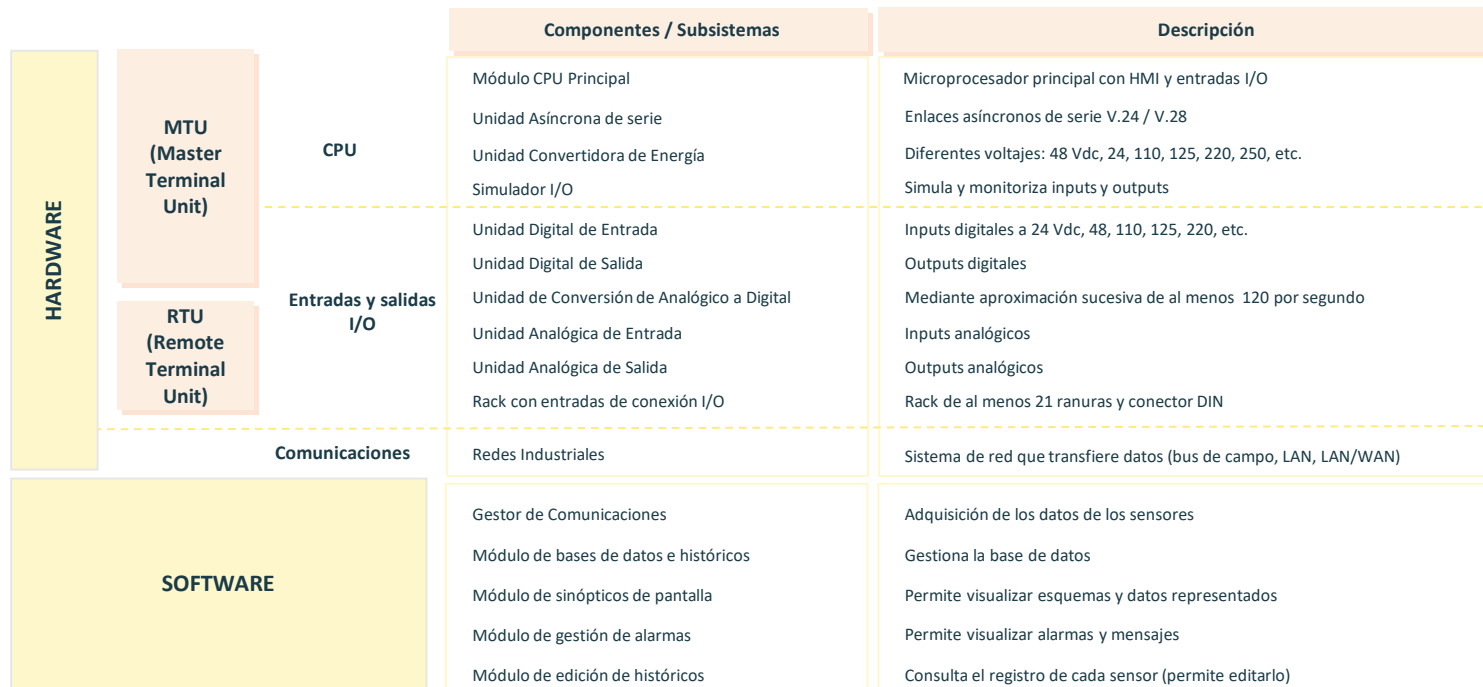 Componentes / Subsistemas
Descripción
HARDWARE
MTU
(Master
Terminal
Unit)
CPU
Módulo CPU Principal
Microprocesador principal con HMI y entradas I/O
Unidad Asíncrona de serie
Enlaces asíncronos de serie V.24 / V.28
Unidad Convertidora de Energía
Diferentes voltajes: 48 Vdc, 24, 110, 125, 220, 250, etc.
Simulador I/O
Simula y monitoriza inputs y outputs
RTU
(Remote
Terminal
Unit)
Entradas y salidas
I/O
Unidad Digital de Entrada
Inputs digitales a 24 Vdc, 48, 110, 125, 220, etc.
Unidad Digital de Salida
Outputs digitales
Unidad de Conversión de Analógico a Digital
Mediante aproximación sucesiva de al menos 120 por segundo
Unidad Analógica de Entrada
Inputs analógicos
Unidad Analógica de Salida
Outputs analógicos
Rack con entradas de conexión I/O
Rack de al menos 21 ranuras y conector DIN
Comunicaciones
Redes Industriales
Sistema de red que transfiere datos (bus de campo, LAN, LAN/WAN)
SOFTWARE
Gestor de Comunicaciones
Adquisición de los datos de los sensores
Módulo de bases de datos e históricos
Gestiona la base de datos
Módulo de sinópticos de pantalla
Permite visualizar esquemas y datos representados
Módulo de gestión de alarmas
Permite visualizar alarmas y mensajes
Módulo de edición de históricos
Consulta el registro de cada sensor (permite editarlo)